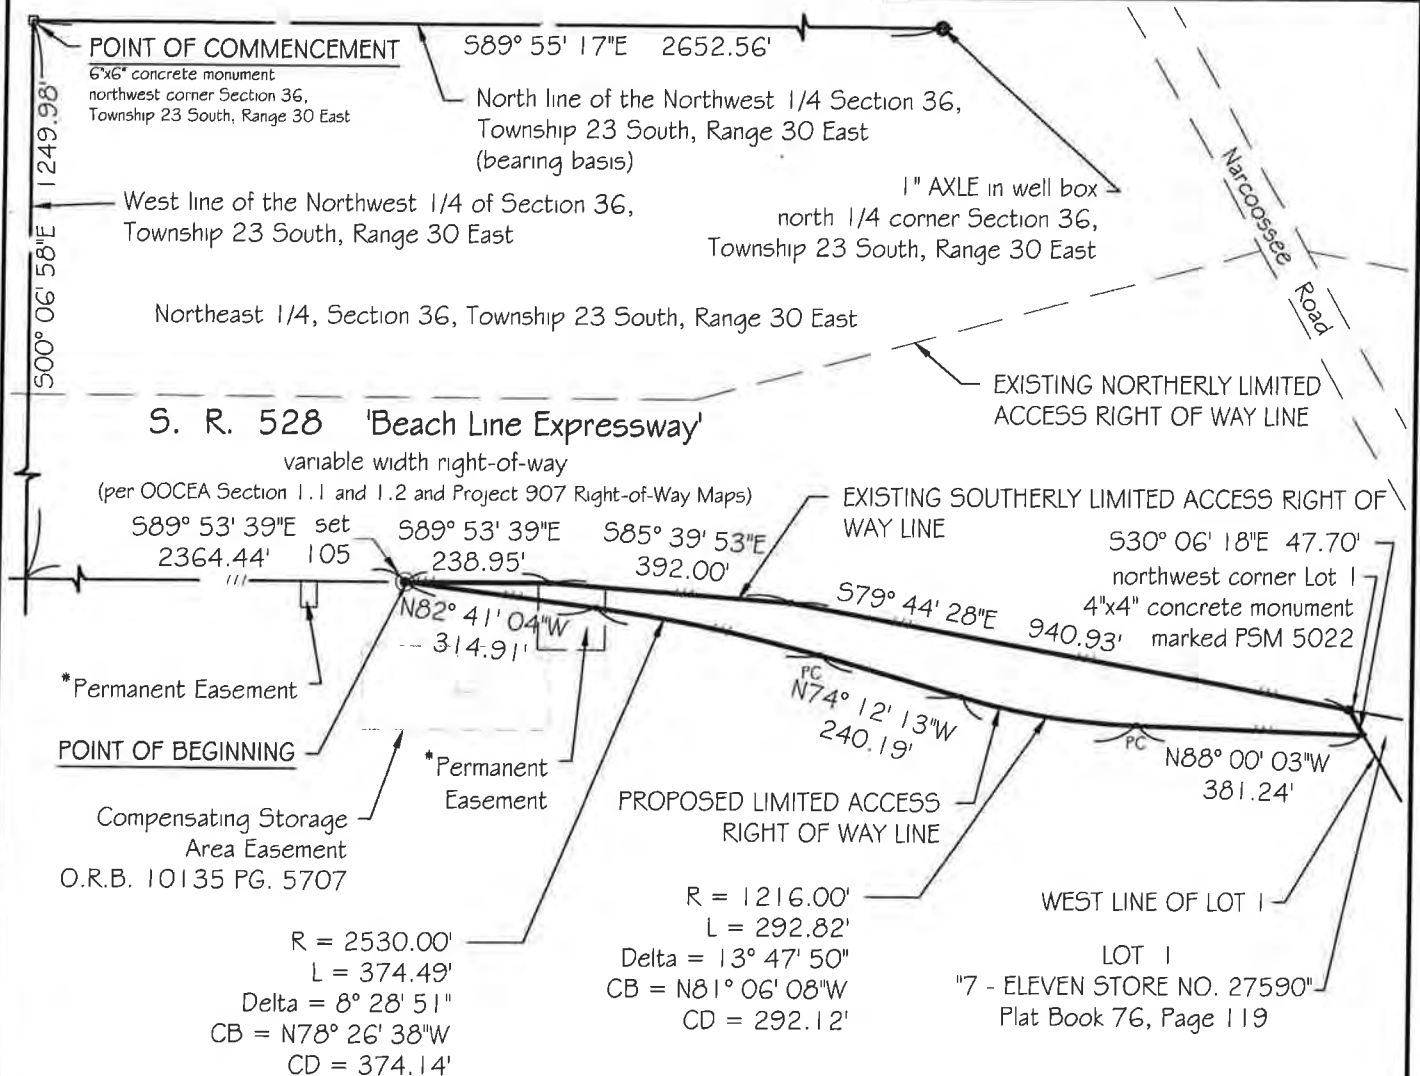 POINT OF COMMENCEMENT
6"x6" concrete monument
northwest corner Section 36,
Township 23 South, Range 30 East
S89° 55' 17"E 2652.56'
North line of the Northwest 1/4 Section 36,
Township 23 South, Range 30 East
(bearing basis)
S00° 06' 58"E 1249.98'
West line of the Northwest 1/4 of Section 36,
Township 23 South, Range 30 East
1" AXLE in well box
north 1/4 corner Section 36,
Township 23 South, Range 30 East
Narcoossee Road
Northeast 1/4, Section 36, Township 23 South, Range 30 East
EXISTING NORTHERLY LIMITED
ACCESS RIGHT OF WAY LINE
S. R. 528 'Beach Line Expressway'
variable width right-of-way
(per OOCEA Section 1.1 and 1.2 and Project 907 Right-of-Way Maps)
EXISTING SOUTHERLY LIMITED ACCESS RIGHT OF
WAY LINE
S89° 53' 39"E
2364.44'
set
105
S89° 53' 39"E
238.95'
S85° 39' 53"E
392.00'
S79° 44' 28"E
940.93'
S30° 06' 18"E 47.70'
northwest corner Lot 1
4"x4" concrete monument
marked PSM 5022
N82° 41' 04"W
314.91'
*Permanent Easement
PC
N74° 12' 13"W
240.19'
PC
N88° 00' 03"W
381.24'
POINT OF BEGINNING
*Permanent
Easement
PROPOSED LIMITED ACCESS
RIGHT OF WAY LINE
Compensating Storage
Area Easement
O.R.B. 10135 PG. 5707
R = 2530.00'
L = 374.49'
Delta = 8° 28' 51"
CB = N78° 26' 38"W
CD = 374.14'
R = 1216.00'
L = 292.82'
Delta = 13° 47' 50"
CB = N81° 06' 08"W
CD = 292.12'
WEST LINE OF LOT 1
LOT 1
"7 - ELEVEN STORE NO. 27590"
Plat Book 76, Page 119